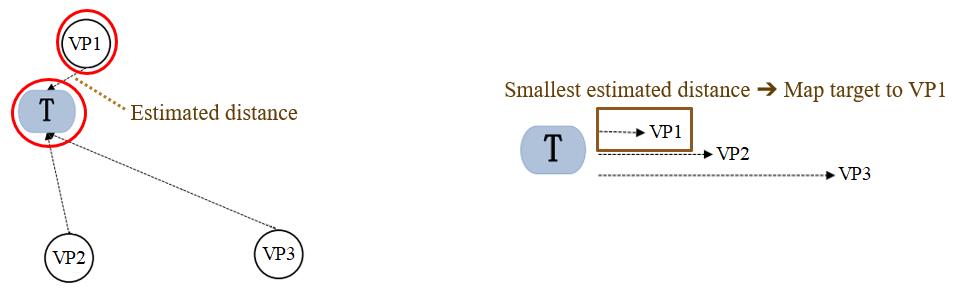 VP1
T
Estimated distance
VP2
VP3
Smallest estimated distance ➔ Map target to VP1
T
VP1
VP2
VP3